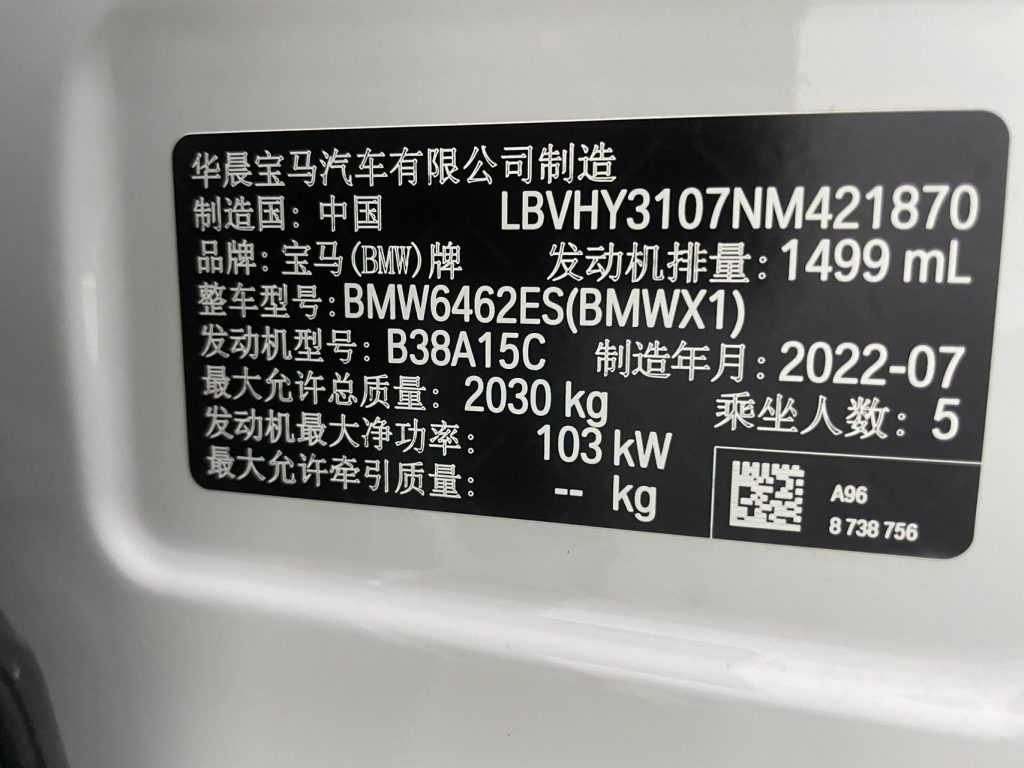 华晨宝马汽车有限公司制造
制造国：中国 LBVHY3107NM421870
品牌：宝马(BMW)牌 发动机排量：1499 mL
整车型号：BMW6462ES(BMWX1)
发动机型号：B38A15C 制造年月：2022-07
最大允许总质量：2030 kg 乘坐人数：5
发动机最大净功率：103 kW
最大允许牵引质量：-- kg
A96
8 738 756